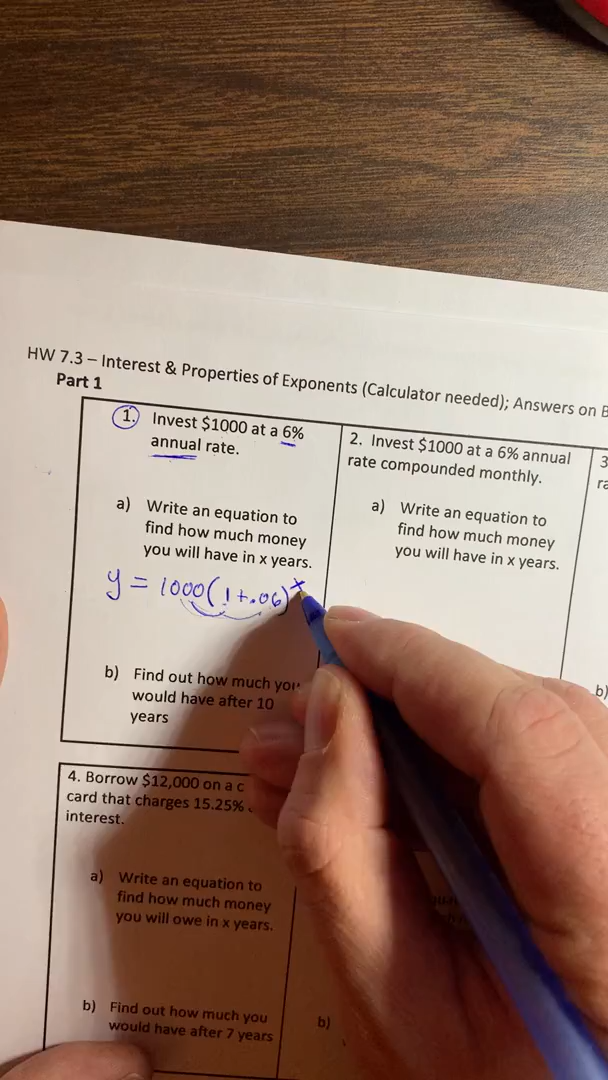 HW 7.3 – Interest & Properties of Exponents (Calculator needed); Answers on B
Part 1
1. Invest $1000 at a 6%
annual rate.
a) Write an equation to
find how much money
you will have in x years.
y = 1000(1+.06)^x
b) Find out how much you
would have after 10
years
2. Invest $1000 at a 6% annual
rate compounded monthly.
a) Write an equation to
find how much money
you will have in x years.
b)
3
ra
4. Borrow $12,000 on a c
card that charges 15.25%
interest.
a) Write an equation to
find how much money
you will owe in x years.
b) Find out how much you
would have after 7 years
b)